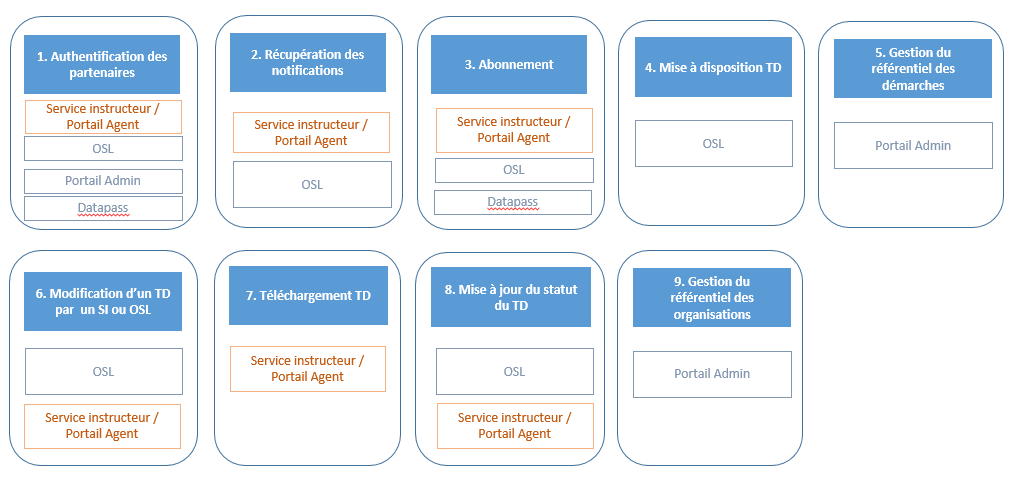 1. Authentification des
partenaires
Service instructeur /
Portail Agent
OSL
Portail Admin
Datapass
2. Récupération des
notifications
Service instructeur /
Portail Agent
OSL
3. Abonnement
Service instructeur /
Portail Agent
OSL
Datapass
4. Mise à disposition TD
OSL
5. Gestion du
référentiel des
démarches
Portail Admin
6. Modification d'un TD
par un SI ou OSL
OSL
Service instructeur /
Portail Agent
7. Téléchargement TD
Service instructeur /
Portail Agent
8. Mise à jour du statut
du TD
OSL
Service instructeur /
Portail Agent
9. Gestion du
référentiel des
organisations
Portail Admin